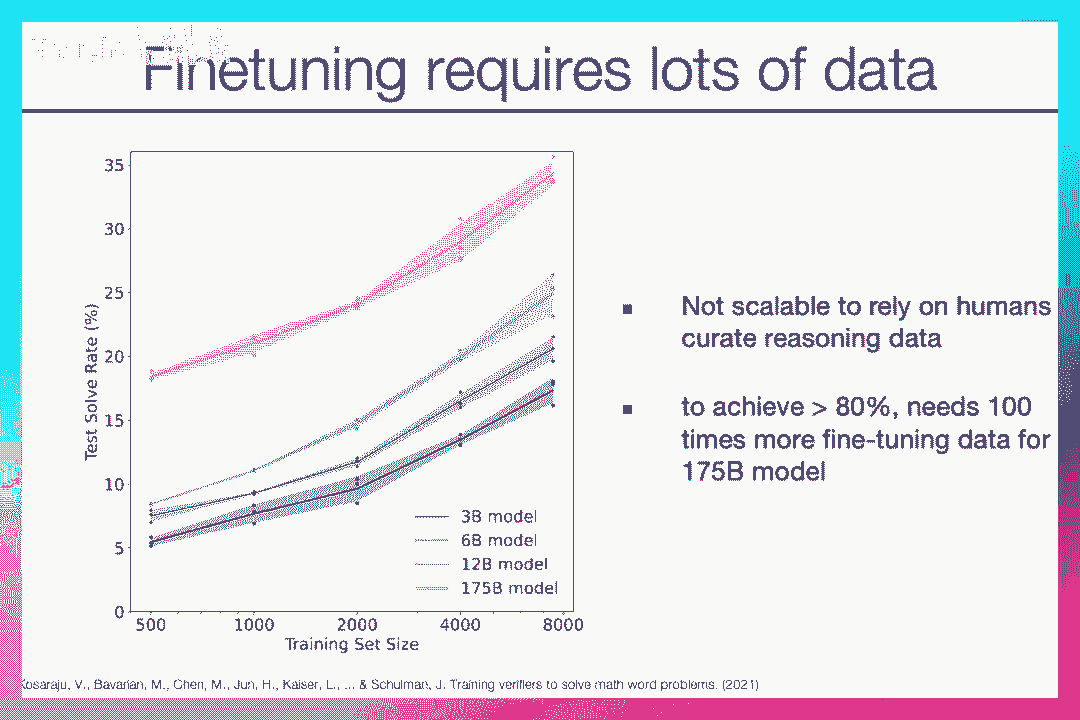 Finetuning requires lots of data
35
30
25
20
15
10
5
0
Test Solve Rate (%)
500 1000 2000 4000 8000
Training Set Size
3B model
6B model
12B model
175B model
Not scalable to rely on humans
curate reasoning data
to achieve > 80%, needs 100
times more fine-tuning data for
175B model
Kosaraju, V., Bavarian, M., Chen, M., Jun, H., Kaiser, L., ... & Schulman, J. Training verifiers to solve math word problems. (2021)